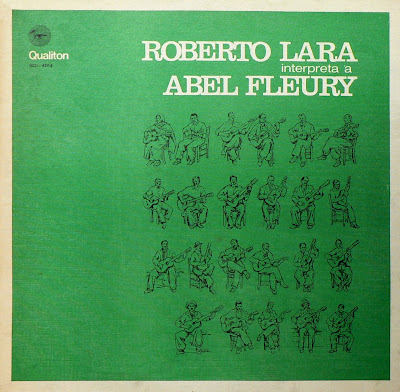 Qualiton
ROBERTO LARA
interpreta a
ABEL FLEURY